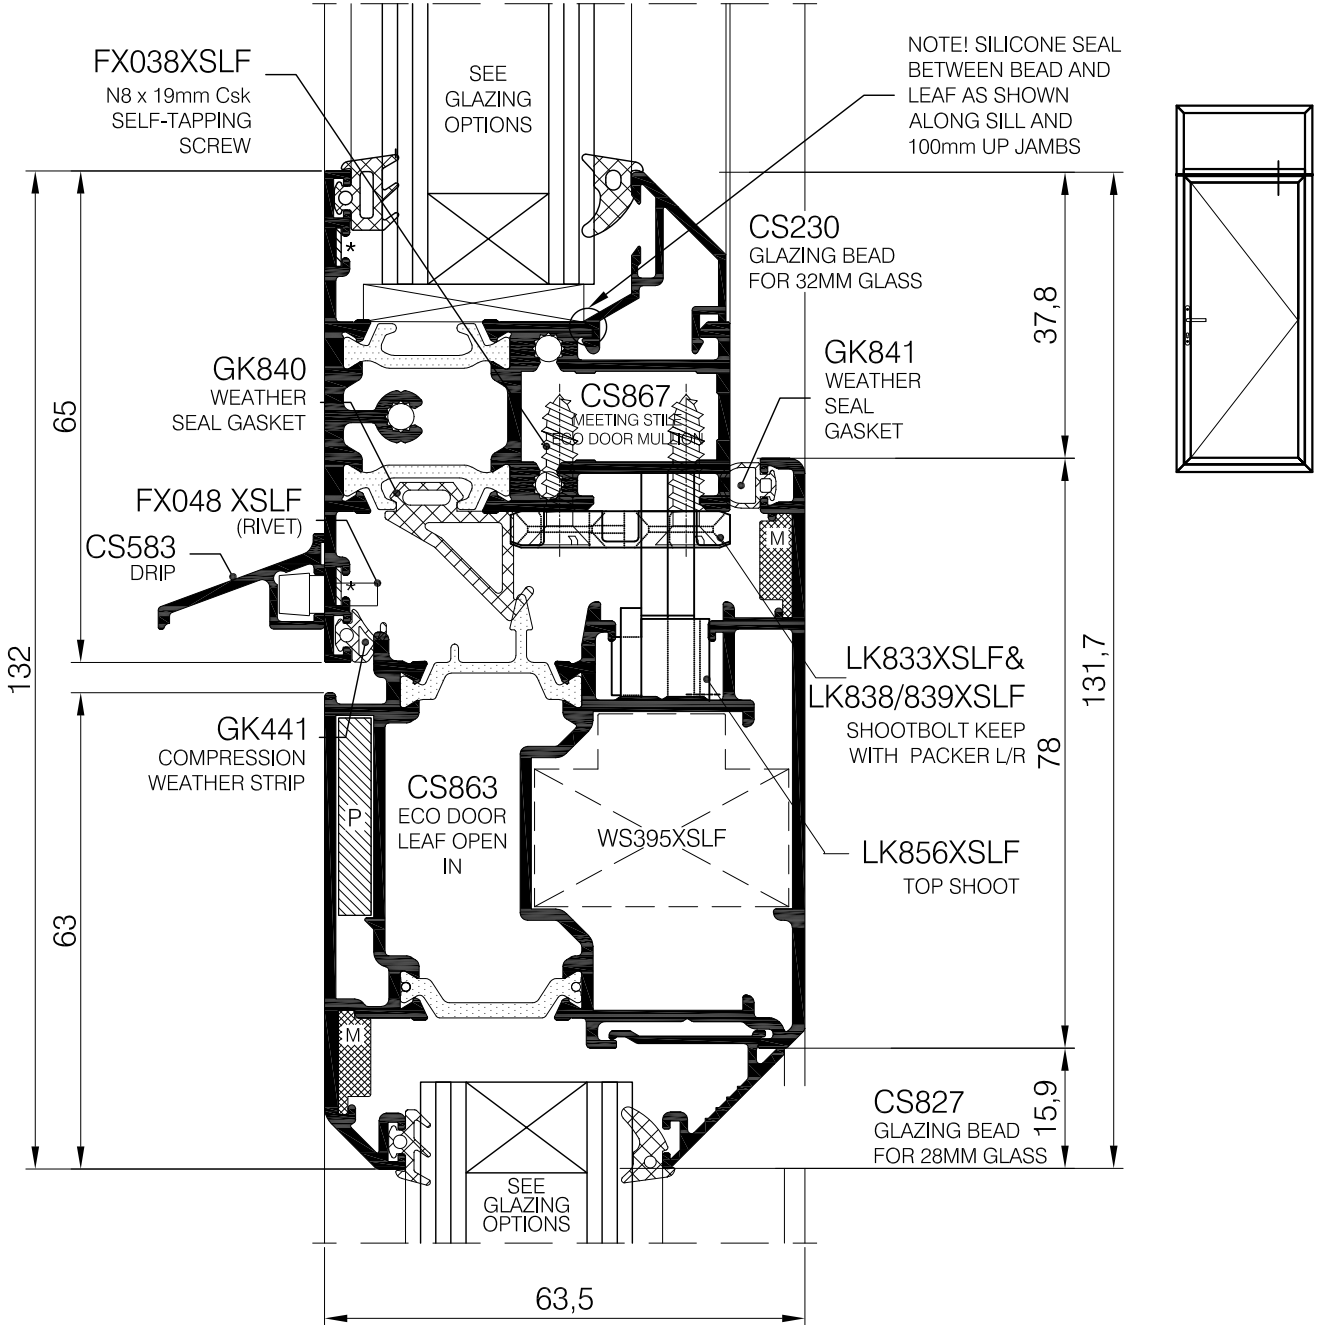 FX038XSLF
N8 x 19mm Csk
SELF-TAPPING
SCREW
SEE
GLAZING
OPTIONS
NOTE! SILICONE SEAL
BETWEEN BEAD AND
LEAF AS SHOWN
ALONG SILL AND
100mm UP JAMBS
CS230
GLAZING BEAD
FOR 32MM GLASS
*
37,8
GK840
WEATHER
SEAL GASKET
GK841
WEATHER
SEAL
GASKET
CS867
MEETING STILE
ECO DOOR MULLION
65
FX048 XSLF
(RIVET)
CS583
DRIP
M
*
132
131,7
LK833XSLF&
LK838/839XSLF
SHOOTBOLT KEEP
WITH PACKER L/R
78
GK441
COMPRESSION
WEATHER STRIP
CS863
ECO DOOR
LEAF OPEN
IN
P
WS395XSLF
LK856XSLF
TOP SHOOT
63
M
CS827
GLAZING BEAD
FOR 28MM GLASS
15,9
SEE
GLAZING
OPTIONS
63,5